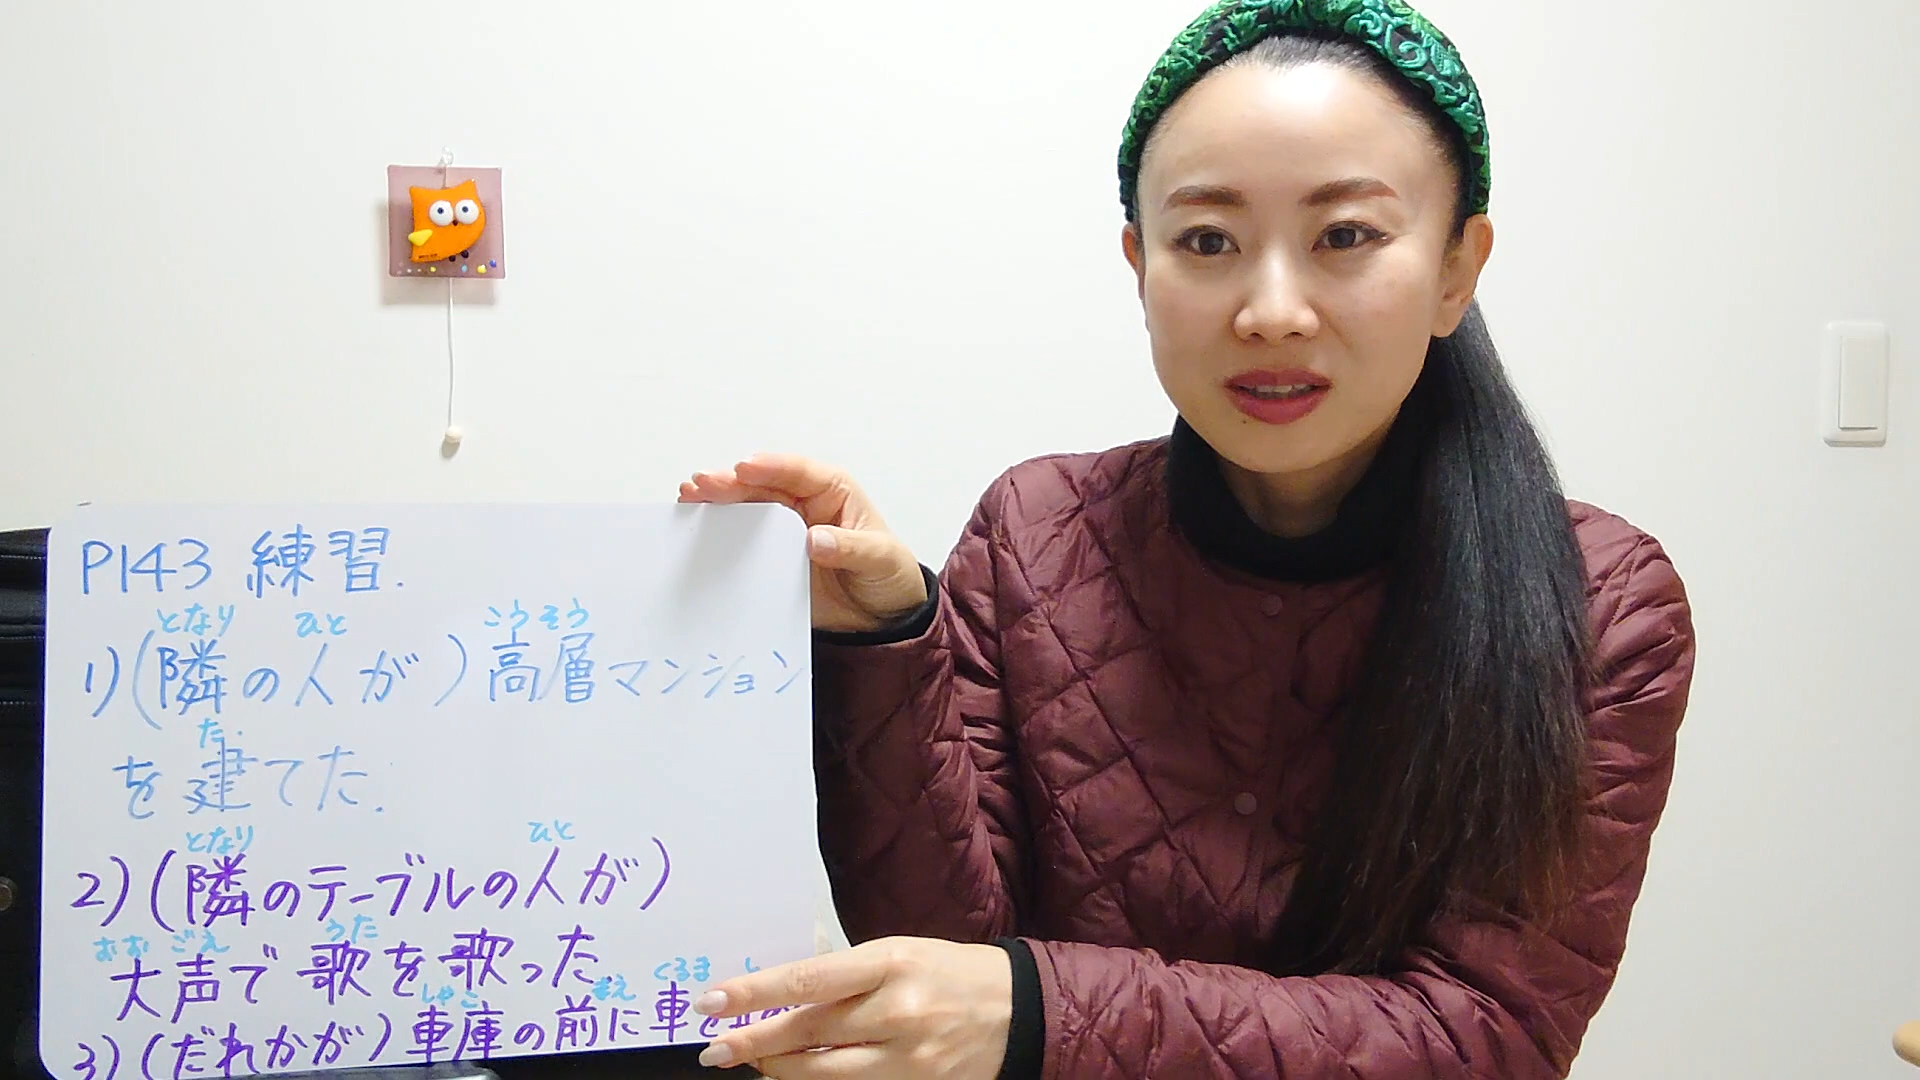 P143 練習.
となり ひと こうそう
1)(隣の人が)高層マンション
た.
を建てた.
となり ひと
2)(隣のテーブルの人が)
おお ごえ うた
大声で歌を歌った
しゃこ まえ くるま と
3)(だれかが)車庫の前に車を